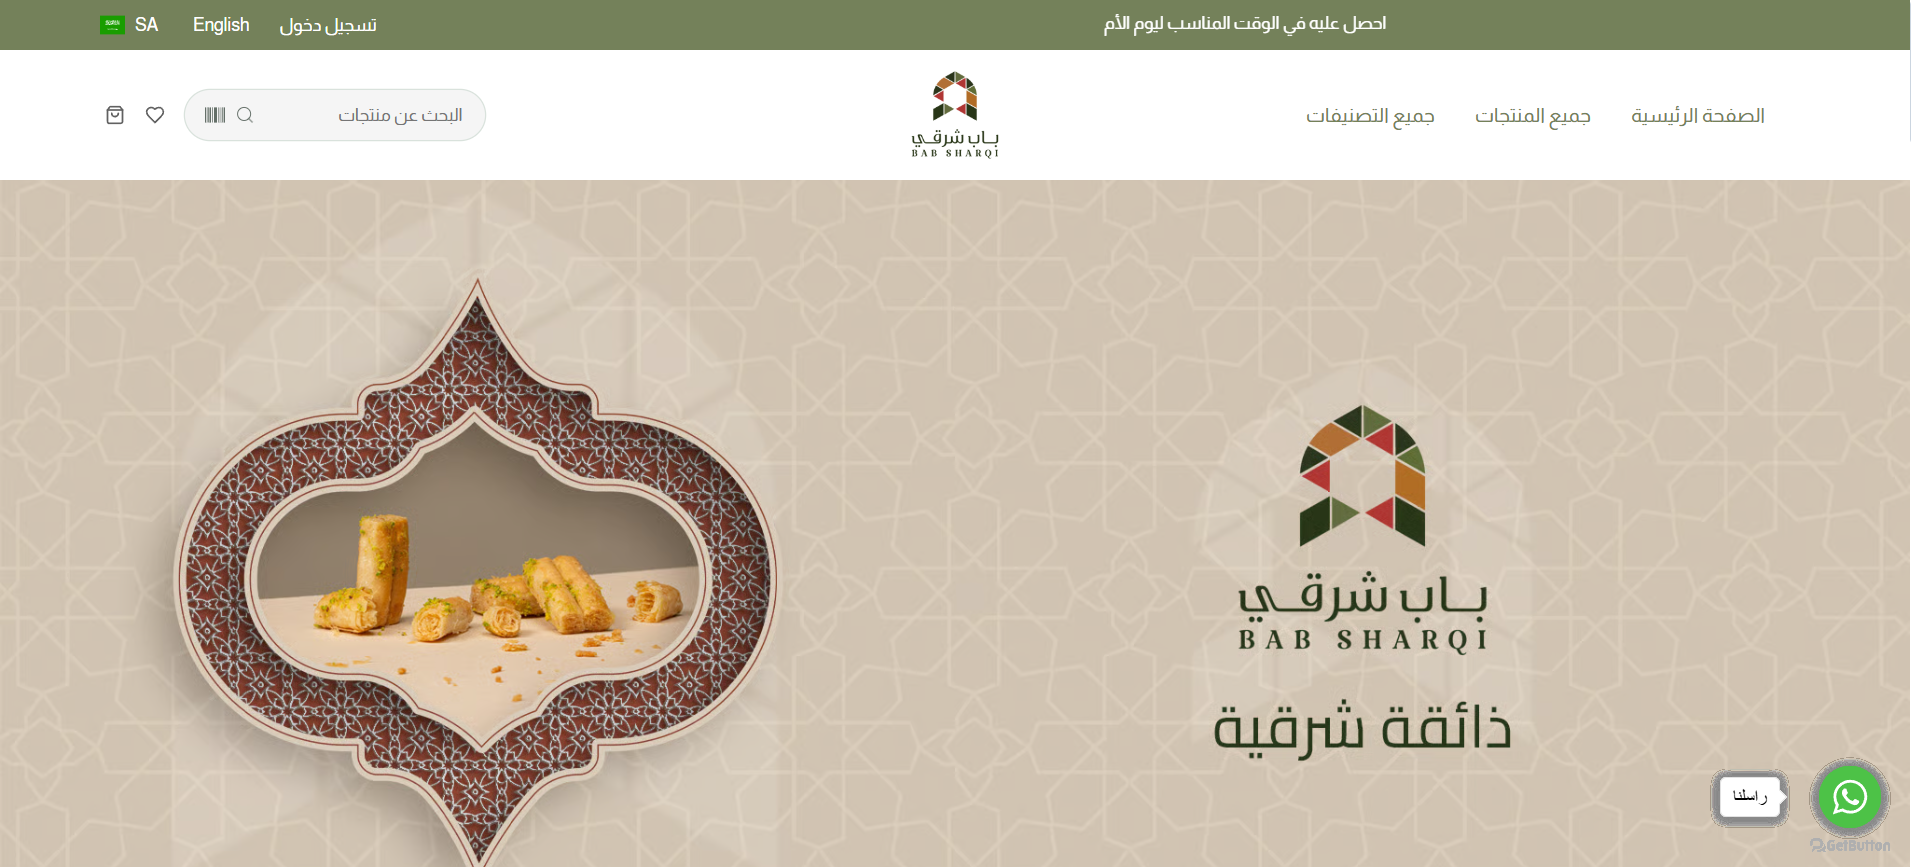 احصل عليه في الوقت المناسب ليوم الأم
تسجيل دخول
English
SA
الصفحة الرئيسية
جميع المنتجات
جميع التصنيفات
باب شرقي
BAB SHARQI
البحث عن منتجات
باب شرقي
BAB SHARQI
ذائقة شرقية
راسلنا
GetButton